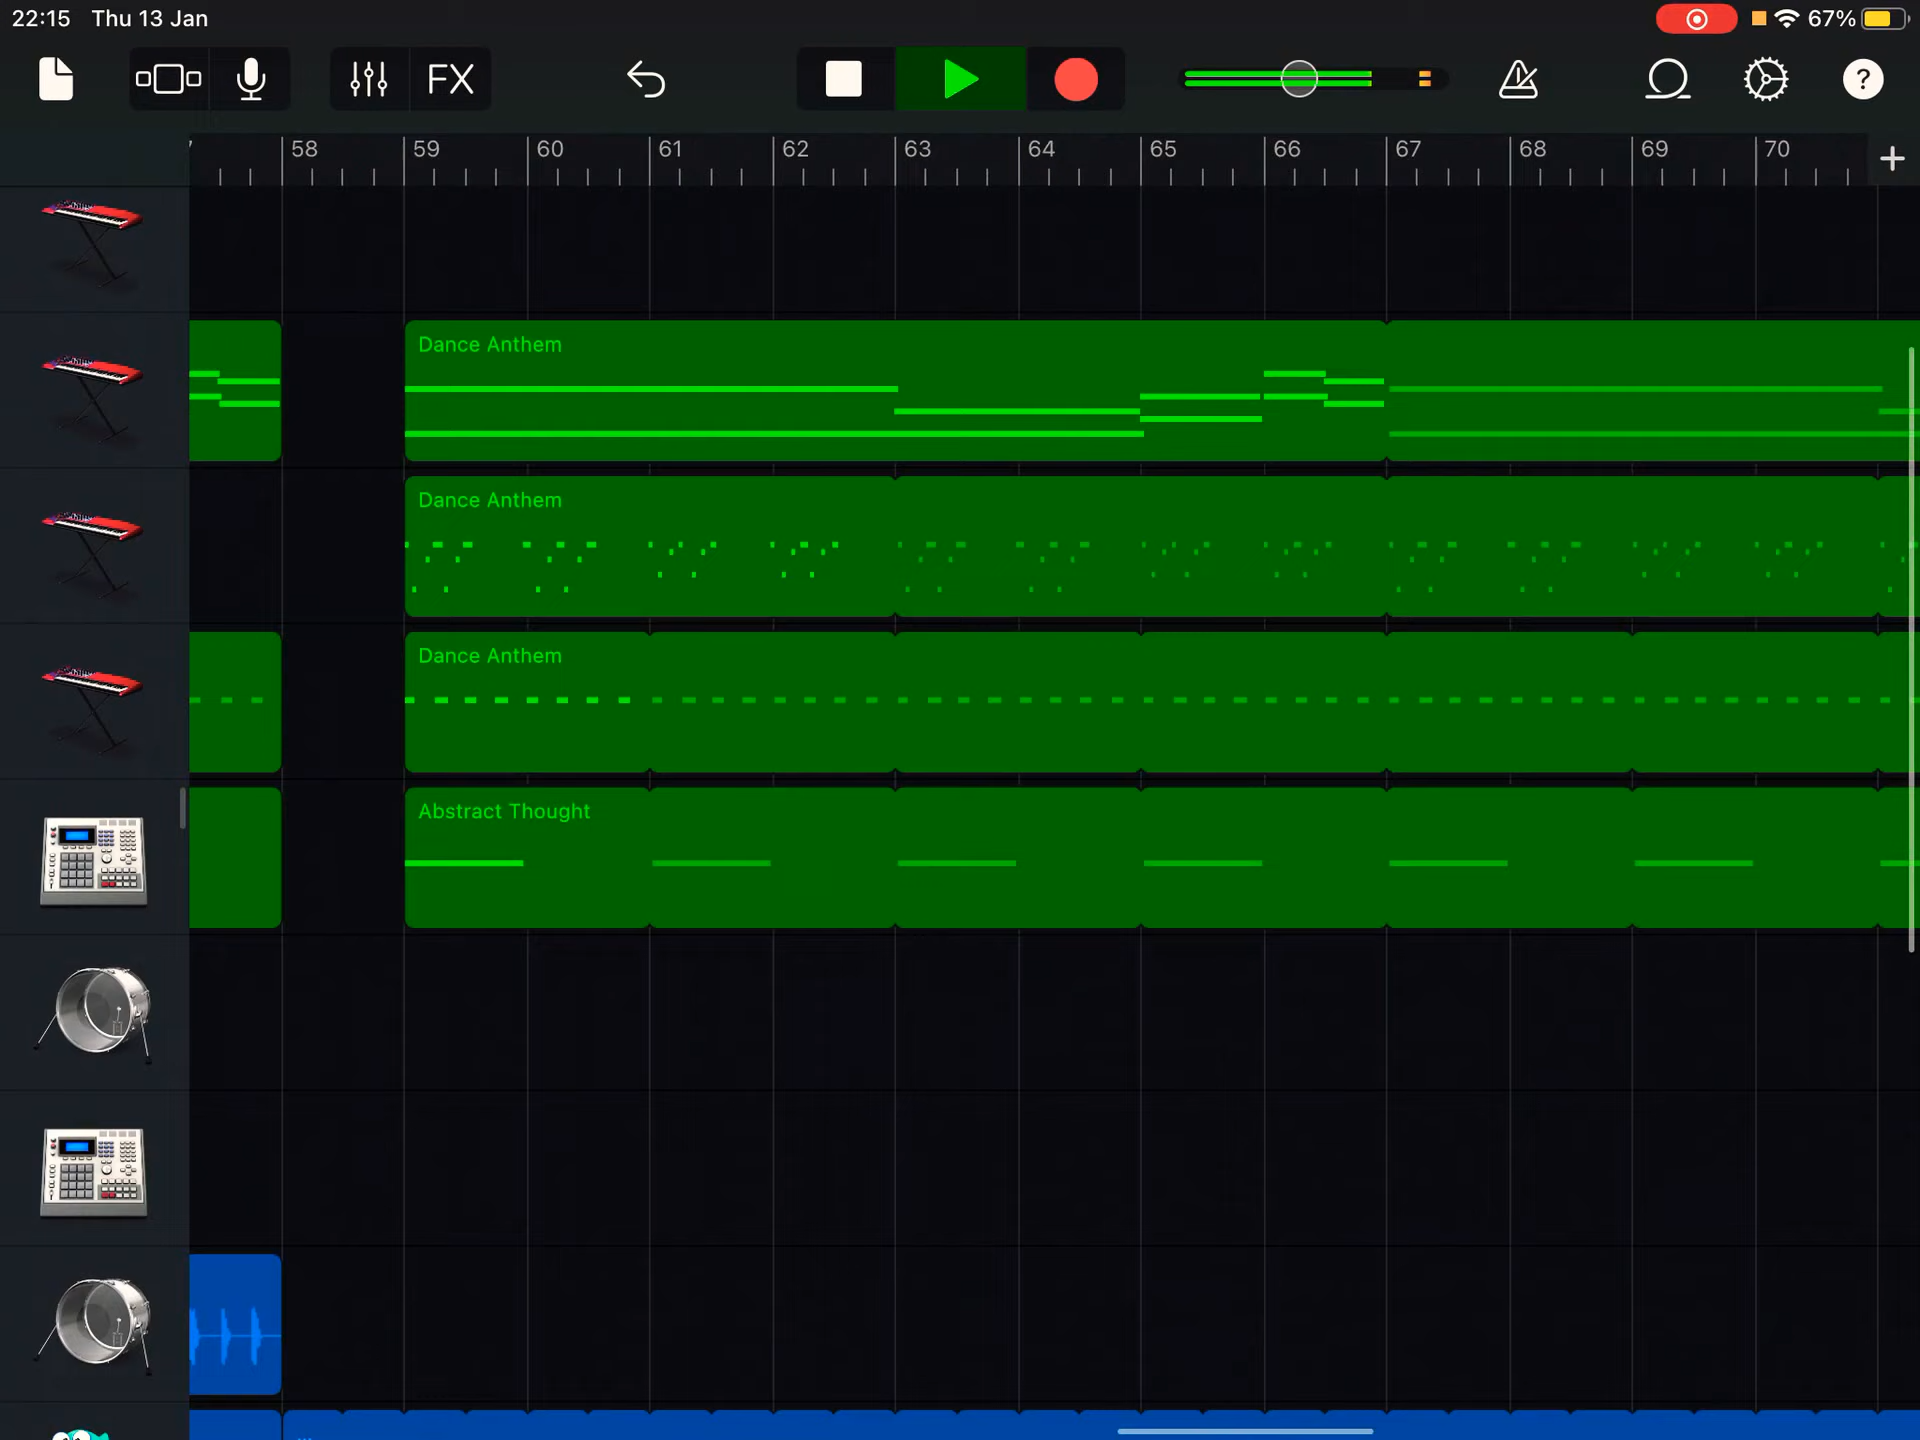 22:15 Thu 13 Jan
67%
FX
?
58 59 60 61 62 63 64 65 66 67 68 69 70
Dance Anthem
Dance Anthem
Dance Anthem
Abstract Thought